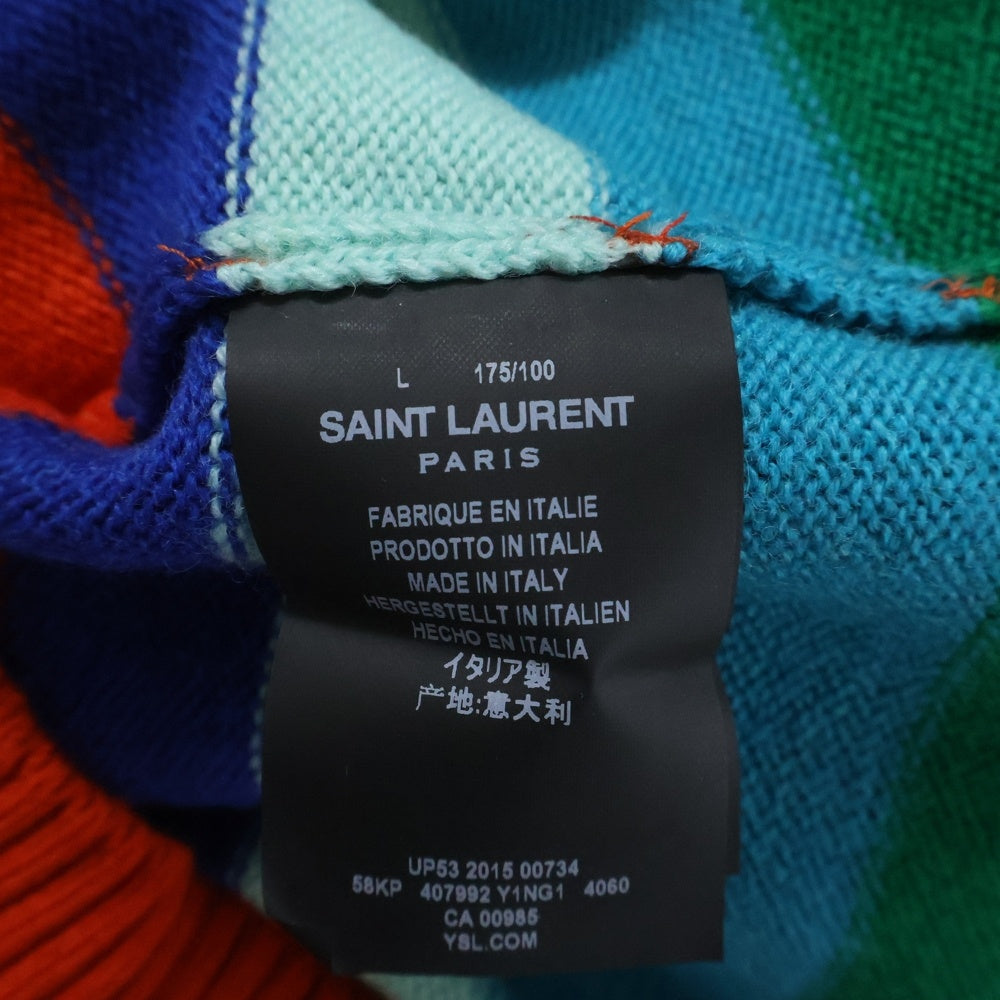 L 175/100
SAINT LAURENT
PARIS
FABRIQUE EN ITALIE
PRODOTTO IN ITALIA
MADE IN ITALY
HERGESTELLT IN ITALIEN
HECHO EN ITALIA
イタリア製
产地:意大利
UP53 2015 00734
58KP 407992 Y1NG1 4060
CA 00985
YSL.COM